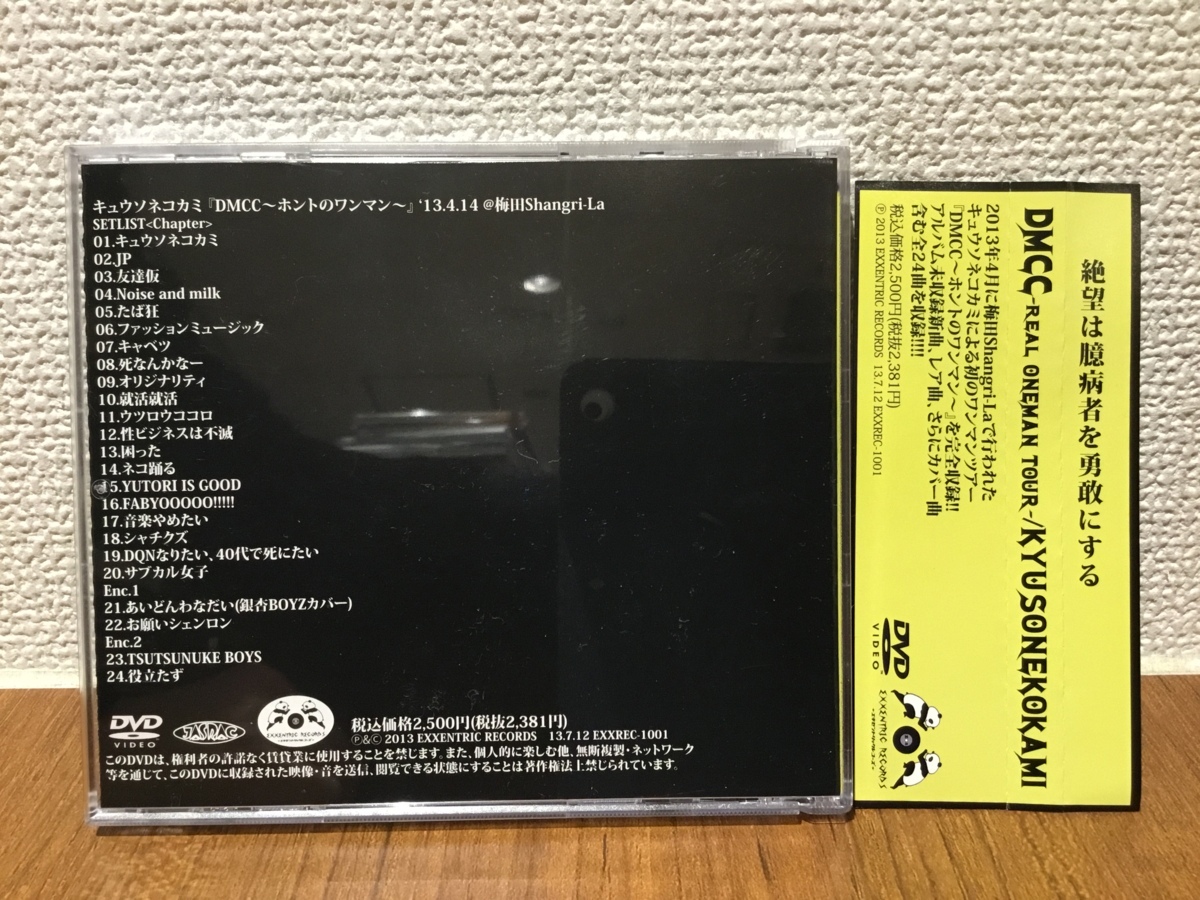 キュウソネコカミ『DMCC～ホントのワンマン～』'13.4.14 @梅田Shangri-La
SETLIST<Chapter>
01.キュウソネコカミ
02.JP
03.友達仮
04.Noise and milk
05.たば狂
06.ファッションミュージック
07.キャベツ
08.死なんかなー
09.オリジナリティ
10.就活就活
11.ウツロウココロ
12.性ビジネスは不滅
13.困った
14.ネコ踊る
15.YUTORI IS GOOD
16.FABYOOOOO!!!!!
17.音楽やめたい
18.シャチクズ
19.DQNなりたい、40代で死にたい
20.サブカル女子
Enc.1
21.あいどんわなだい(銀杏BOYZカバー)
22.お願いシェンロン
Enc.2
23.TSUTSUNUKE BOYS
24.役立たず
DVD
VIDEO
JASRAC
EXXENTRIC RECORDS
税込価格2,500円(税抜2,381円)
Ⓟ&Ⓒ 2013 EXXENTRIC RECORDS 13.7.12 EXXREC-1001
このDVDは、権利者の許諾なく賃貸業に使用することを禁じます。また、個人的に楽しむ他、無断複製・ネットワーク
等を通じて、このDVDに収録された映像・音を送信、閲覧できる状態にすることは著作権法上禁じられています。
絶望は臆病者を勇敢にする
DMCC-REAL ONEMAN TOUR-/KYUSONEKOKAMI
2013年4月に梅田Shangri-Laで行われた
キュウソネコカミによる初のワンマンツアー
『DMCC～ホントのワンマン～』を完全収録!!
アルバム未収録新曲、レア曲、さらにカバー曲
含む全24曲を収録!!!!
税込価格2,500円(税抜2,381円)
Ⓟ 2013 EXXENTRIC RECORDS 13.7.12 EXXREC-1001
DVD
VIDEO
EXXENTRIC RECORDS